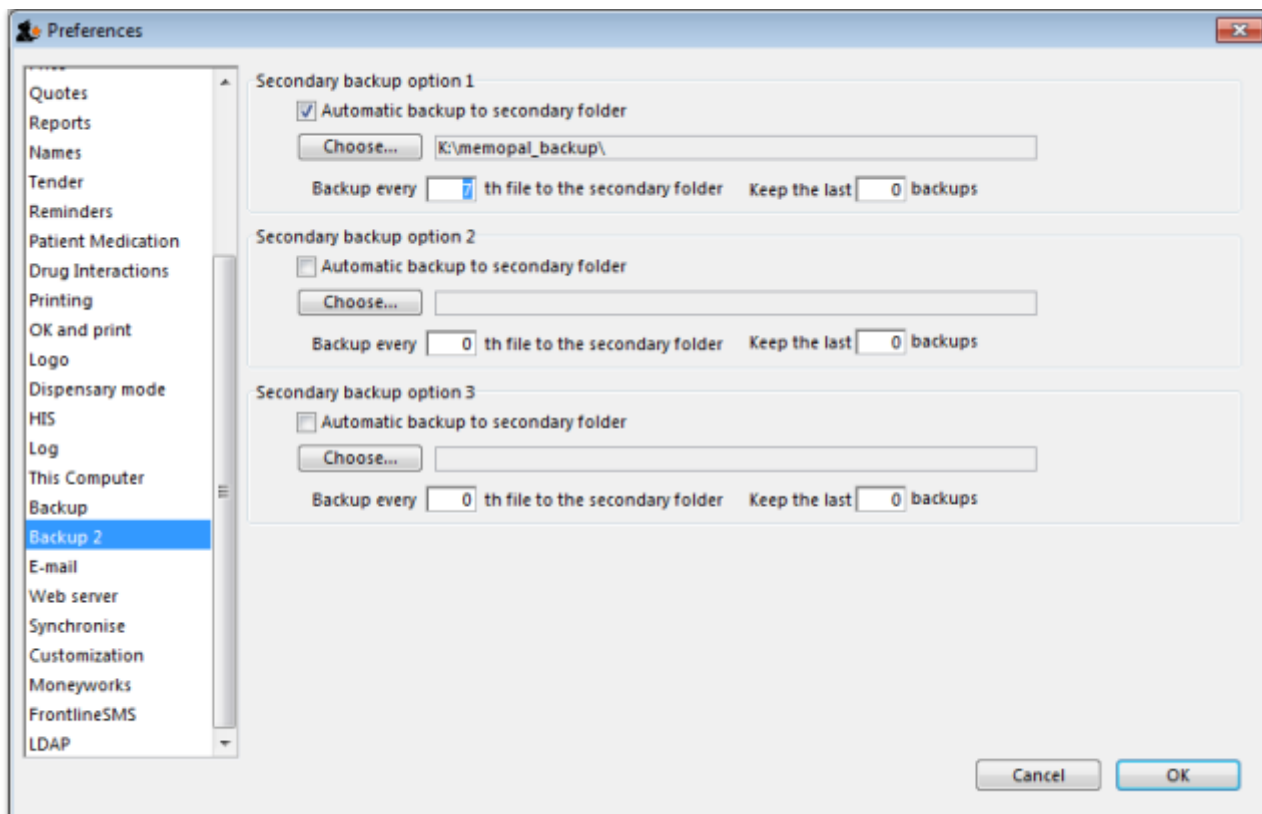 Preferences
Quotes
Reports
Names
Tender
Reminders
Patient Medication
Drug Interactions
Printing
OK and print
Logo
Dispensary mode
HIS
Log
This Computer
Backup
Backup 2
E-mail
Web server
Synchronise
Customization
Moneyworks
FrontlineSMS
LDAP
Secondary backup option 1
Automatic backup to secondary folder
Choose... K:\memopal_backup\
Backup every 7 th file to the secondary folder Keep the last 0 backups
Secondary backup option 2
Automatic backup to secondary folder
Choose...
Backup every 0 th file to the secondary folder Keep the last 0 backups
Secondary backup option 3
Automatic backup to secondary folder
Choose...
Backup every 0 th file to the secondary folder Keep the last 0 backups
Cancel OK